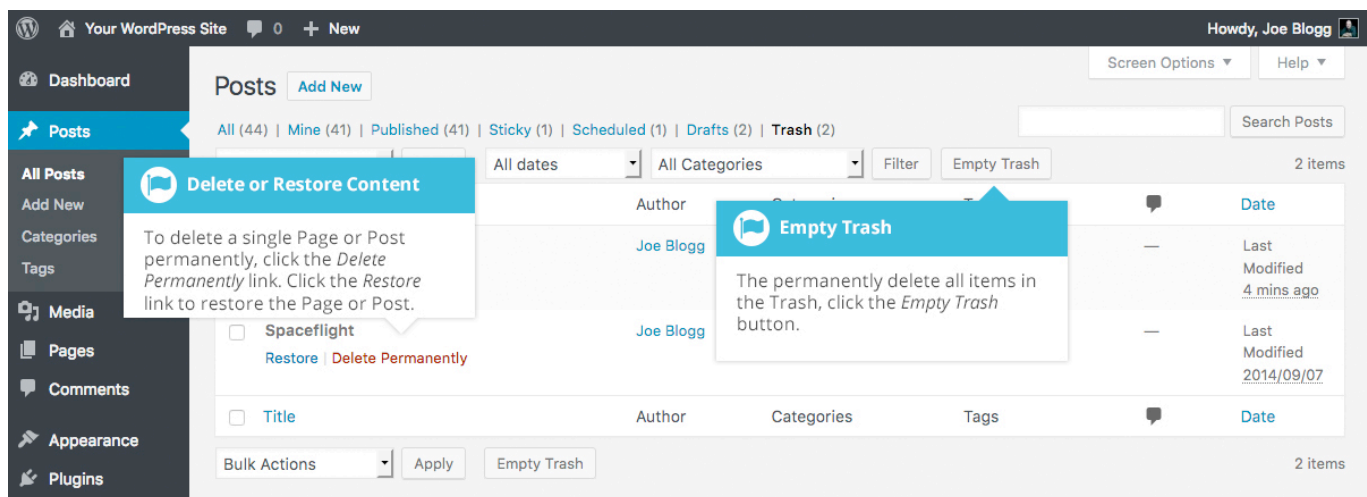 Your WordPress Site 0 + New Howdy, Joe Blogg
Screen Options ▼ Help ▼
Dashboard
Posts
All Posts
Add New
Categories
Tags
Media
Pages
Comments
Appearance
Plugins
Posts Add New
All (44) | Mine (41) | Published (41) | Sticky (1) | Scheduled (1) | Drafts (2) | Trash (2)
Search Posts
All dates All Categories Filter Empty Trash 2 items
Delete or Restore Content
To delete a single Page or Post
permanently, click the Delete
Permanently link. Click the Restore
link to restore the Page or Post.
Author Date
Joe Blogg — Last
Modified
4 mins ago
Empty Trash
The permanently delete all items in
the Trash, click the Empty Trash
button.
Spaceflight Joe Blogg — Last
Restore | Delete Permanently Modified
2014/09/07
Title Author Categories Tags Date
Bulk Actions Apply Empty Trash 2 items